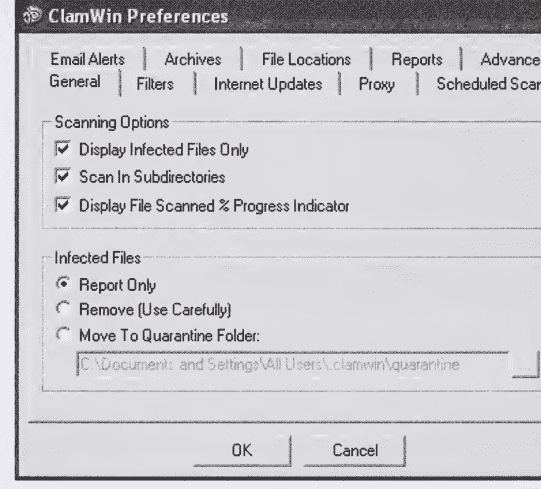 ClamWin Preferences
Email Alerts Archives File Locations Reports Advance
General Filters Internet Updates Proxy Scheduled Scan
Scanning Options
Display Infected Files Only
Scan In Subdirectories
Display File Scanned % Progress Indicator
Infected Files
Report Only
Remove (Use Carefully)
Move To Quarantine Folder:
C:\Documents and Settings\All Users\.clamwin\quarantine
...
OK Cancel